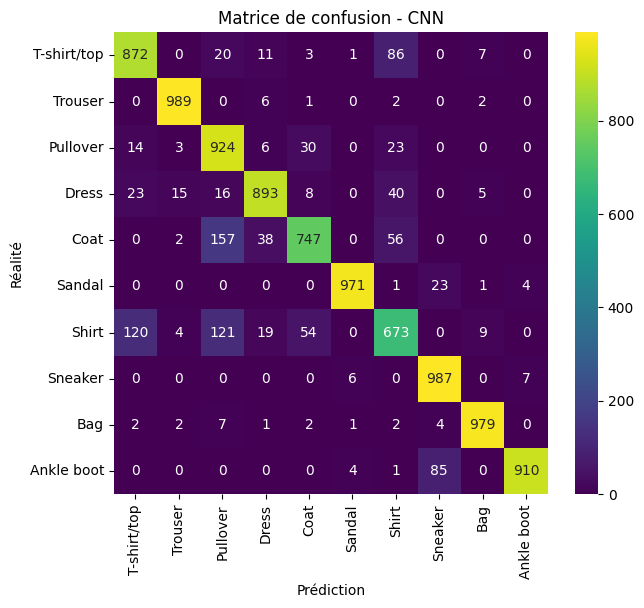 Matrice de confusion - CNN
T-shirt/top 872 0 20 11 3 1 86 0 7 0
Trouser 0 989 0 6 1 0 2 0 2 0
Pullover 14 3 924 6 30 0 23 0 0 0
Dress 23 15 16 893 8 0 40 0 5 0
Coat 0 2 157 38 747 0 56 0 0 0
Sandal 0 0 0 0 0 971 1 23 1 4
Shirt 120 4 121 19 54 0 673 0 9 0
Sneaker 0 0 0 0 0 6 0 987 0 7
Bag 2 2 7 1 2 1 2 4 979 0
Ankle boot 0 0 0 0 0 4 1 85 0 910
T-shirt/top Trouser Pullover Dress Coat Sandal Shirt Sneaker Bag Ankle boot
Prédiction
Réalité
800
600
400
200
0